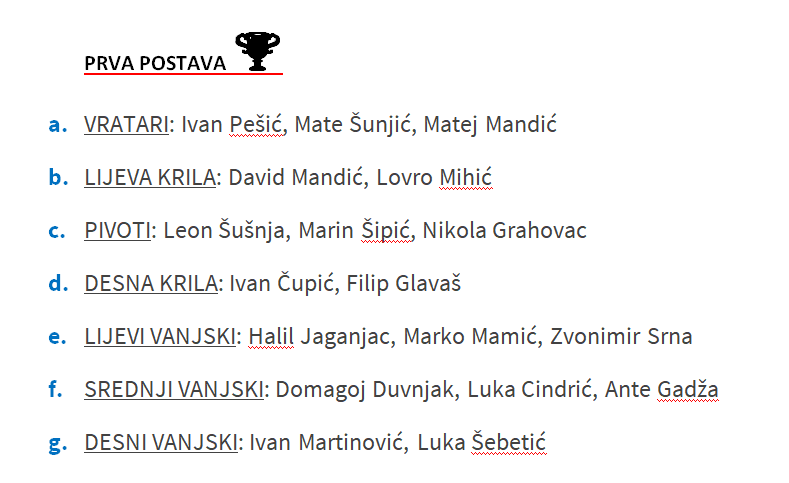 PRVA POSTAVA
a. VRATARI: Ivan Pešić, Mate Šunjić, Matej Mandić
b. LIJEVA KRILA: David Mandić, Lovro Mihić
c. PIVOTI: Leon Šušnja, Marin Šipić, Nikola Grahovac
d. DESNA KRILA: Ivan Čupić, Filip Glavaš
e. LIJEVI VANJSKI: Halil Jaganjac, Marko Mamić, Zvonimir Srna
f. SREDNJI VANJSKI: Domagoj Duvnjak, Luka Cindrić, Ante Gadža
g. DESNI VANJSKI: Ivan Martinović, Luka Šebetić